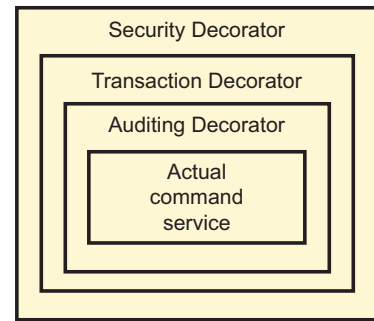 Security Decorator
Transaction Decorator
Auditing Decorator
Actual
command
service